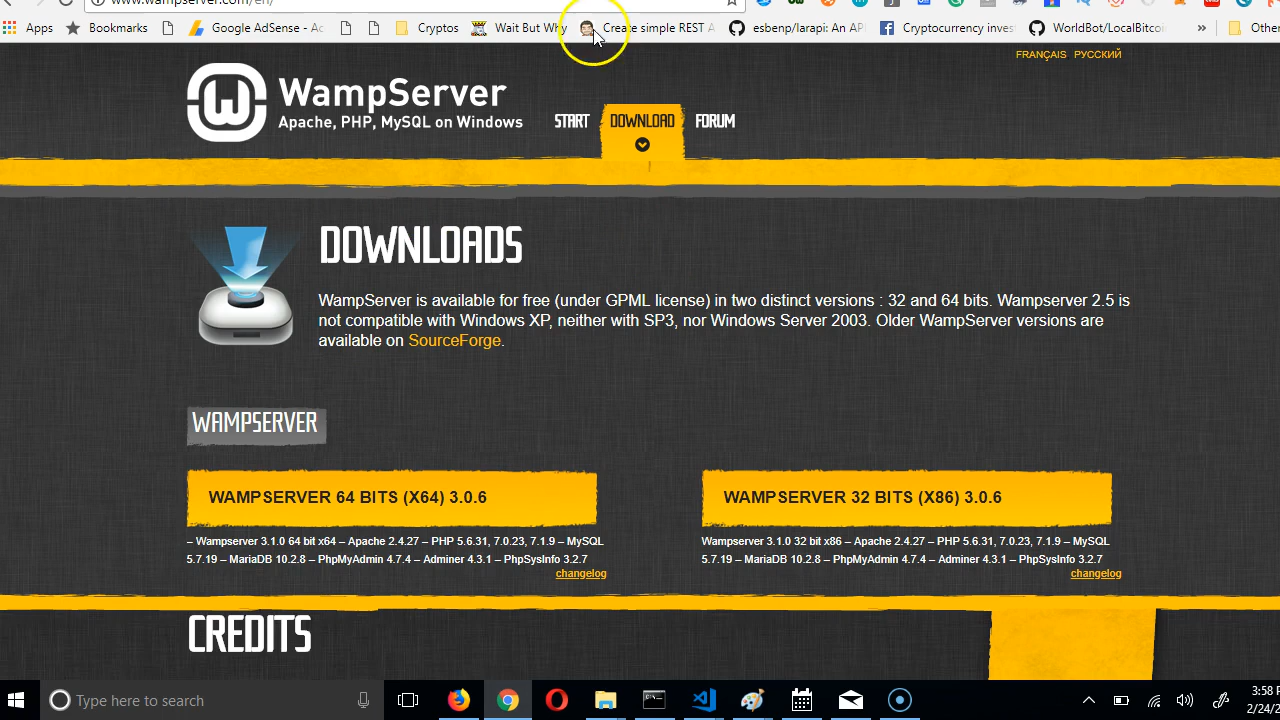 www.wampserver.com/en/
Apps Bookmarks Google AdSense - Ac Cryptos Wait But Why Create simple REST A esbenp/larapi: An API Cryptocurrency inves WorldBot/LocalBitcoi » Other
FRANÇAIS РУССКИЙ
WampServer
Apache, PHP, MySQL on Windows
START DOWNLOAD FORUM
DOWNLOADS
WampServer is available for free (under GPML license) in two distinct versions : 32 and 64 bits. Wampserver 2.5 is
not compatible with Windows XP, neither with SP3, nor Windows Server 2003. Older WampServer versions are
available on SourceForge.
WAMPSERVER
WAMPSERVER 64 BITS (X64) 3.0.6
– Wampserver 3.1.0 64 bit x64 – Apache 2.4.27 – PHP 5.6.31, 7.0.23, 7.1.9 – MySQL
5.7.19 – MariaDB 10.2.8 – PhpMyAdmin 4.7.4 – Adminer 4.3.1 – PhpSysInfo 3.2.7
changelog
WAMPSERVER 32 BITS (X86) 3.0.6
Wampserver 3.1.0 32 bit x86 – Apache 2.4.27 – PHP 5.6.31, 7.0.23, 7.1.9 – MySQL
5.7.19 – MariaDB 10.2.8 – PhpMyAdmin 4.7.4 – Adminer 4.3.1 – PhpSysInfo 3.2.7
changelog
CREDITS
Type here to search
3:58 P
2/24/2